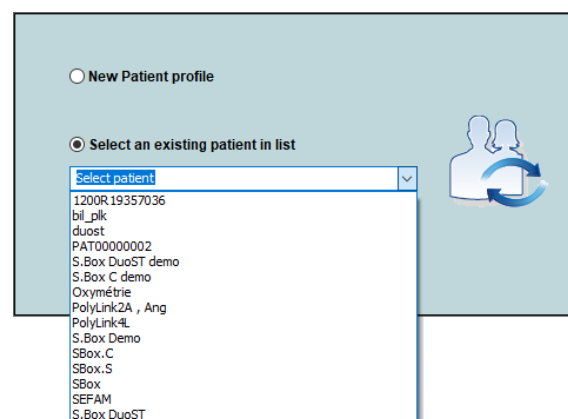 New Patient profile
Select an existing patient in list
Select patient
1200R19357036
bil_plk
duost
PAT00000002
S.Box DuoST demo
S.Box C demo
Oxymétrie
PolyLink2A , Ang
PolyLink4L
S.Box Demo
SBox.C
SBox.S
SBox
SEFAM
S.Box DuoST